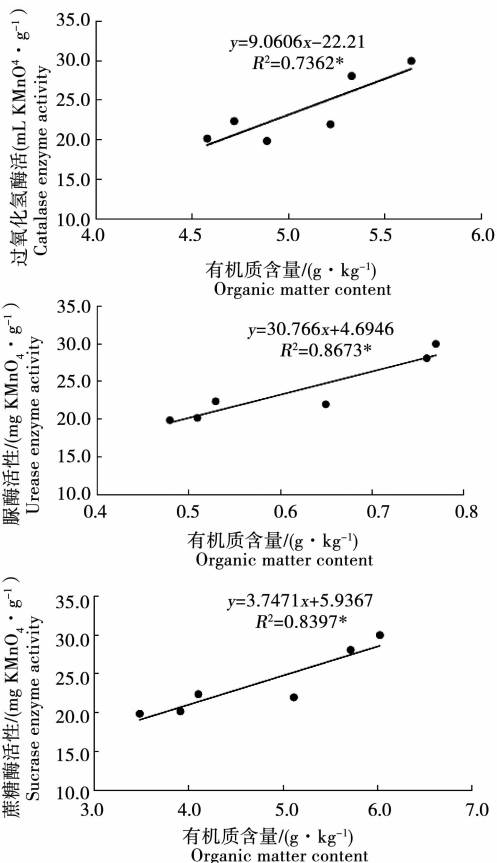 过氧化氢酶活(mL KMnO⁴·g⁻¹)
Catalase enzyme activity
35.0
30.0
25.0
20.0
15.0
10.0
y=9.0606x−22.21
R²=0.7362*
4.0 4.5 5.0 5.5 6.0
有机质含量/(g·kg⁻¹)
Organic matter content
脲酶活性/(mg KMnO₄·g⁻¹)
Urease enzyme activity
35.0
30.0
25.0
20.0
15.0
10.0
y=30.766x+4.6946
R²=0.8673*
0.4 0.5 0.6 0.7 0.8
有机质含量/(g·kg⁻¹)
Organic matter content
蔗糖酶活性/(mg KMnO₄·g⁻¹)
Sucrase enzyme activity
35.0
30.0
25.0
20.0
15.0
10.0
y=3.7471x+5.9367
R²=0.8397*
3.0 4.0 5.0 6.0 7.0
有机质含量/(g·kg⁻¹)
Organic matter content